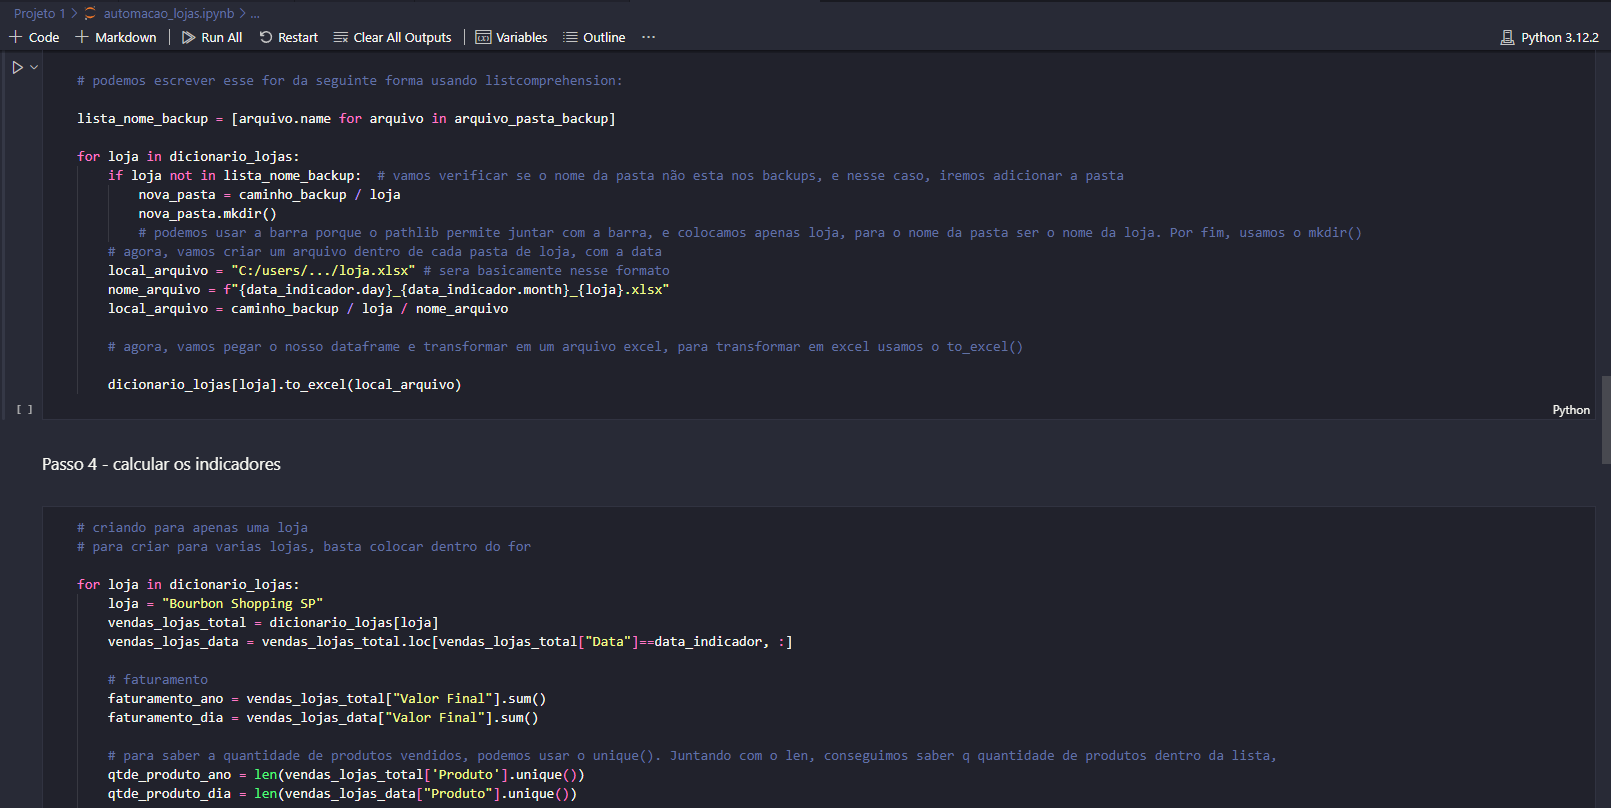 Projeto 1 > automacao_lojas.ipynb > ...
+ Code + Markdown Run All Restart Clear All Outputs Variables Outline ... Python 3.12.2
# podemos escrever esse for da seguinte forma usando listcomprehension:
lista_nome_backup = [arquivo.name for arquivo in arquivo_pasta_backup]
for loja in dicionario_lojas:
if loja not in lista_nome_backup: # vamos verificar se o nome da pasta não esta nos backups, e nesse caso, iremos adicionar a pasta
nova_pasta = caminho_backup / loja
nova_pasta.mkdir()
# podemos usar a barra porque o pathlib permite juntar com a barra, e colocamos apenas loja, para o nome da pasta ser o nome da loja. Por fim, usamos o mkdir()
# agora, vamos criar um arquivo dentro de cada pasta de loja, com a data
local_arquivo = "C:/users/.../loja.xlsx" # sera basicamente nesse formato
nome_arquivo = f"{data_indicador.day}_{data_indicador.month}_{loja}.xlsx"
local_arquivo = caminho_backup / loja / nome_arquivo
# agora, vamos pegar o nosso dataframe e transformar em um arquivo excel, para transformar em excel usamos o to_excel()
dicionario_lojas[loja].to_excel(local_arquivo)
[ ] Python
Passo 4 - calcular os indicadores
# criando para apenas uma loja
# para criar para varias lojas, basta colocar dentro do for
for loja in dicionario_lojas:
loja = "Bourbon Shopping SP"
vendas_lojas_total = dicionario_lojas[loja]
vendas_lojas_data = vendas_lojas_total.loc[vendas_lojas_total["Data"]==data_indicador, :]
# faturamento
faturamento_ano = vendas_lojas_total["Valor Final"].sum()
faturamento_dia = vendas_lojas_data["Valor Final"].sum()
# para saber a quantidade de produtos vendidos, podemos usar o unique(). Juntando com o len, conseguimos saber q quantidade de produtos dentro da lista,
qtde_produto_ano = len(vendas_lojas_total['Produto'].unique())
qtde_produto_dia = len(vendas_lojas_data["Produto"].unique())